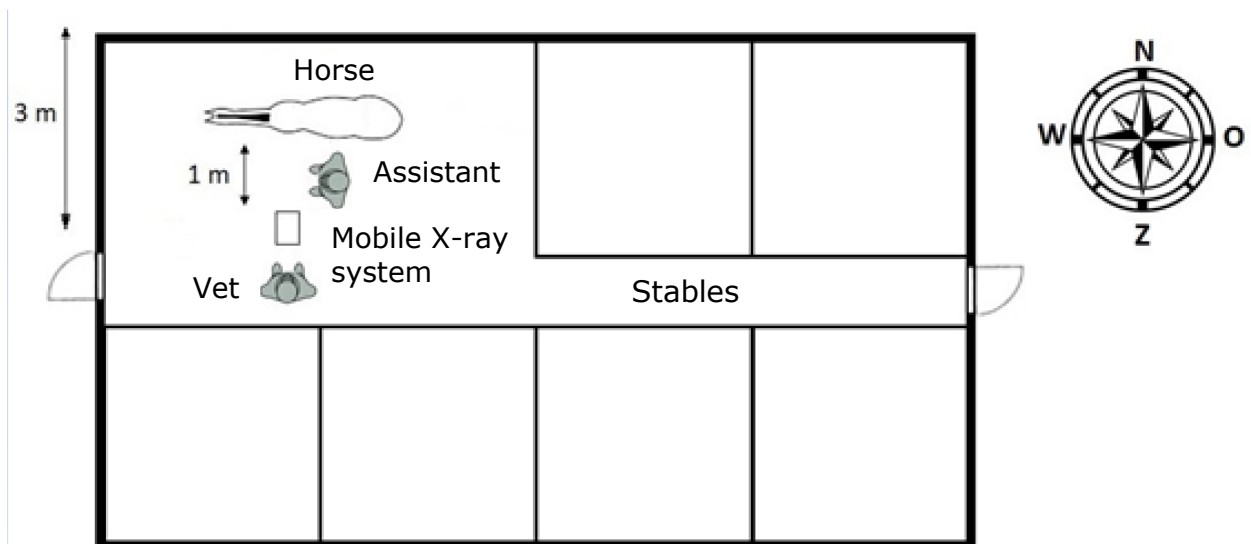 N
Horse
3 m
W
O
Assistant
1 m
Mobile X-ray
system
Z
Vet
Stables